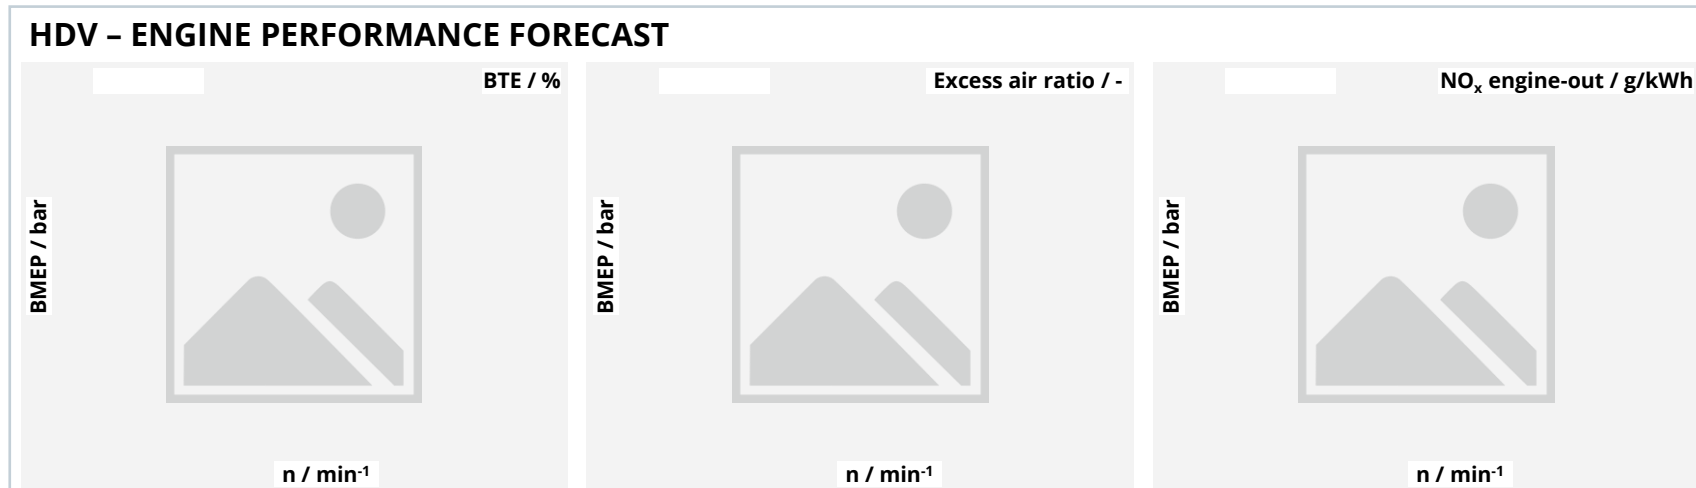 HDV – ENGINE PERFORMANCE FORECAST
BTE / %
BMEP / bar
n / min⁻¹
Excess air ratio / -
BMEP / bar
n / min⁻¹
NOₓ engine-out / g/kWh
BMEP / bar
n / min⁻¹